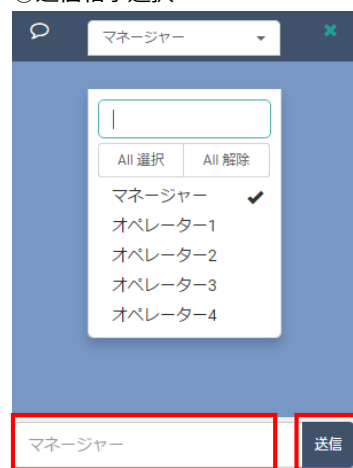 ①送信相手選択
マネージャー
All 選択 All 解除
マネージャー
オペレーター1
オペレーター2
オペレーター3
オペレーター4
マネージャー 送信